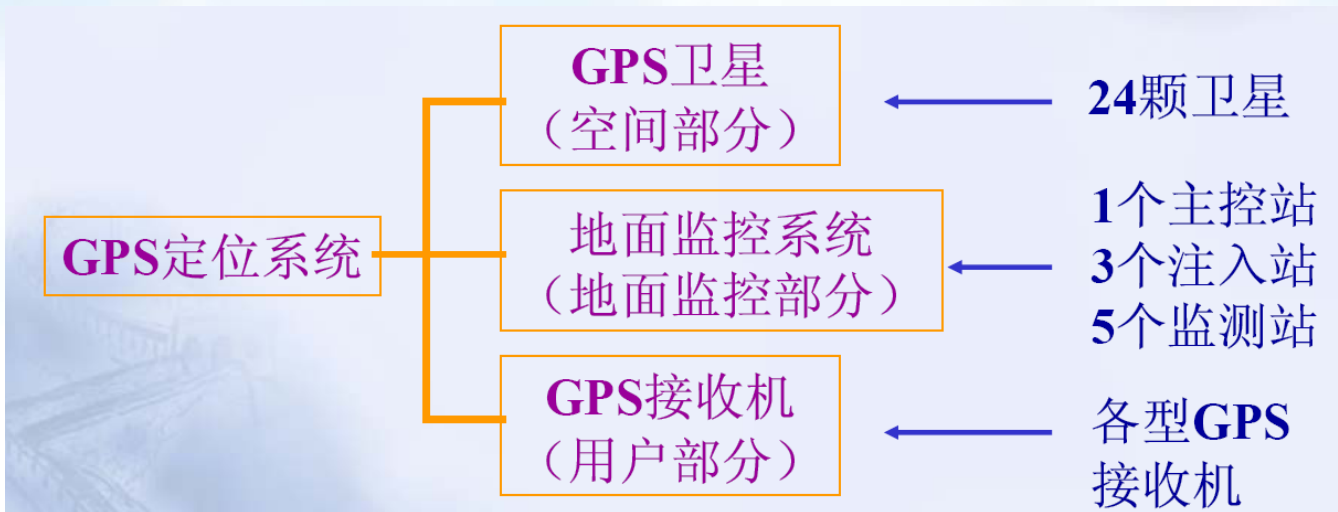 GPS卫星
（空间部分）
24颗卫星
GPS定位系统
地面监控系统
（地面监控部分）
1个主控站
3个注入站
5个监测站
GPS接收机
（用户部分）
各型GPS
接收机